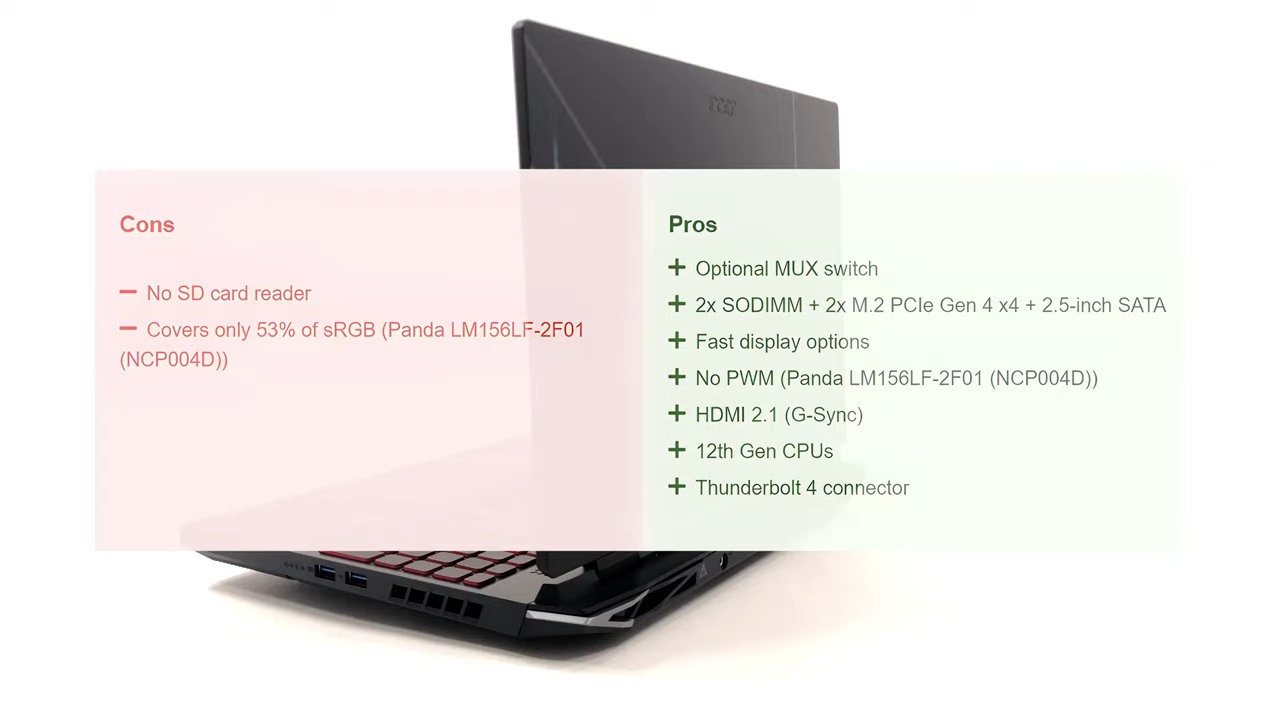 acer
Cons
No SD card reader
Covers only 53% of sRGB (Panda LM156LF-2F01
(NCP004D))
Pros
Optional MUX switch
2x SODIMM + 2x M.2 PCIe Gen 4 x4 + 2.5-inch SATA
Fast display options
No PWM (Panda LM156LF-2F01 (NCP004D))
HDMI 2.1 (G-Sync)
12th Gen CPUs
Thunderbolt 4 connector